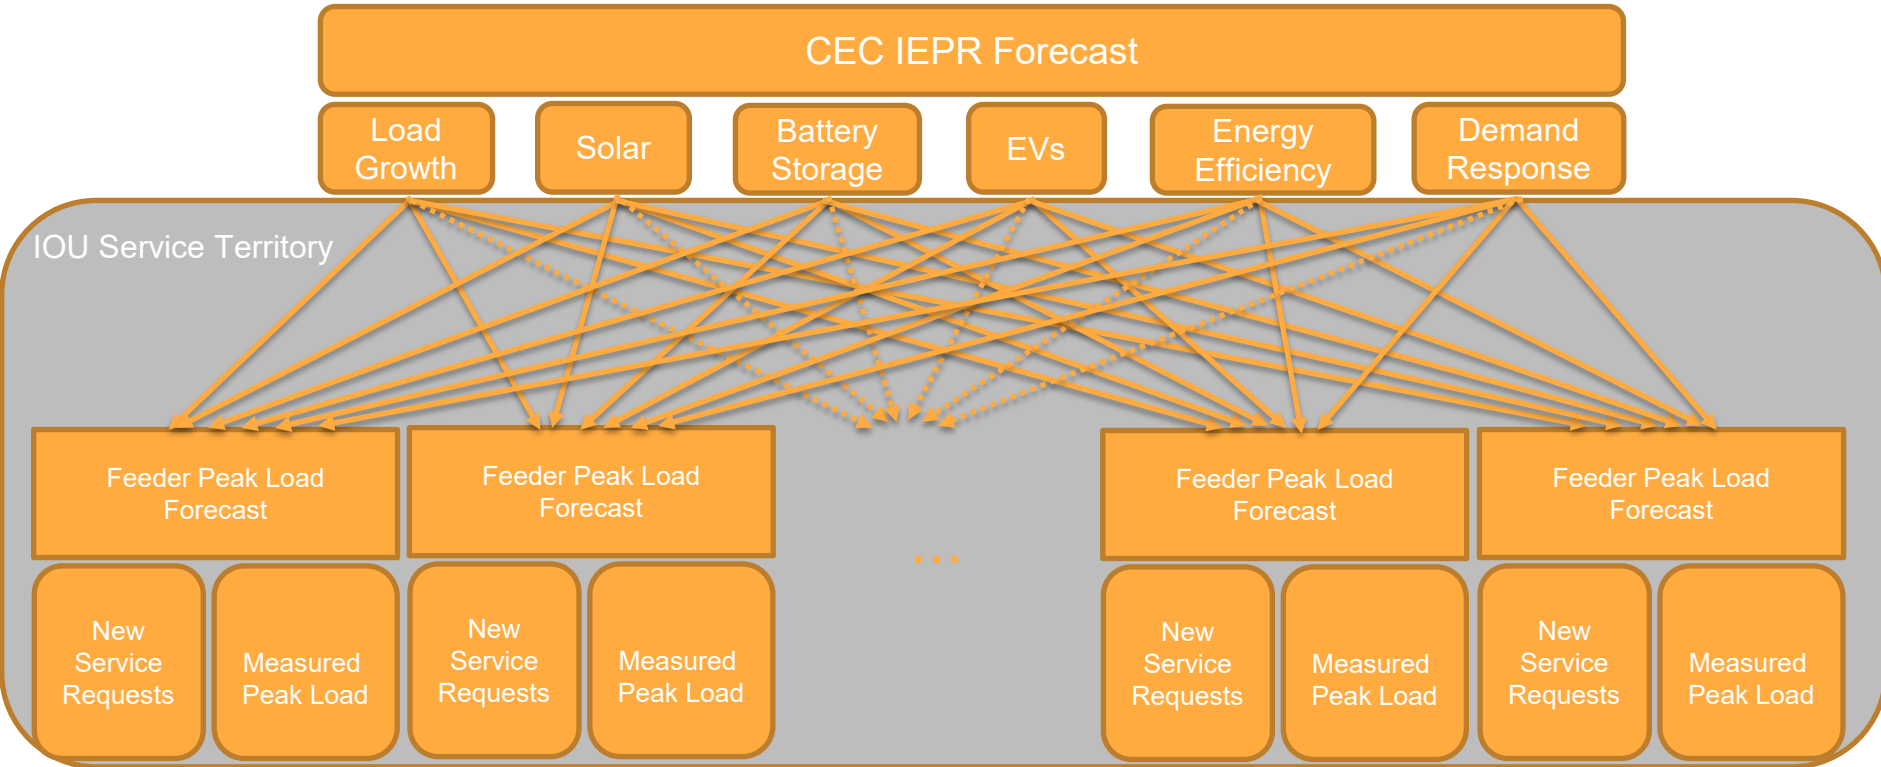 CEC IEPR Forecast
Load
Growth
Solar
Battery
Storage
EVs
Energy
Efficiency
Demand
Response
IOU Service Territory
Feeder Peak Load
Forecast
Feeder Peak Load
Forecast
...
Feeder Peak Load
Forecast
Feeder Peak Load
Forecast
New
Service
Requests
Measured
Peak Load
New
Service
Requests
Measured
Peak Load
New
Service
Requests
Measured
Peak Load
New
Service
Requests
Measured
Peak Load